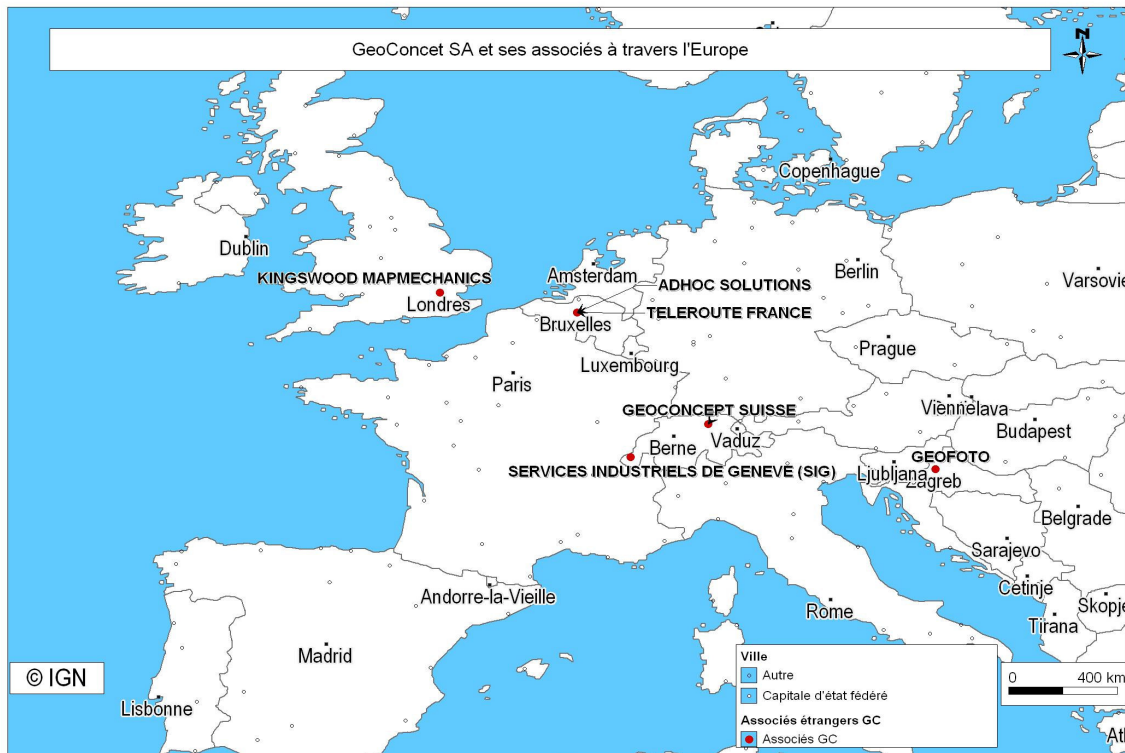 GeoConcet SA et ses associés à travers l'Europe
N
Copenhague
Dublin
KINGSWOOD MAPMECHANICS
Londres
Amsterdam
Berlin
Varsovie
ADHOC SOLUTIONS
TELEROUTE FRANCE
Bruxelles
Prague
Luxembourg
Paris
GEOCONCEPT SUISSE
Viennelava
Berne
Vaduz
Budapest
SERVICES INDUSTRIELS DE GENEVE (SIG)
GEOFOTO
Ljubljana
Zagreb
Belgrade
Sarajevo
Andorre-la-Vieille
Cetinje
Rome
Skopje
Tirana
Madrid
© IGN
Lisbonne
Ville
Autre
Capitale d'état fédéré
Associés étrangers GC
Associés GC
0 400 km